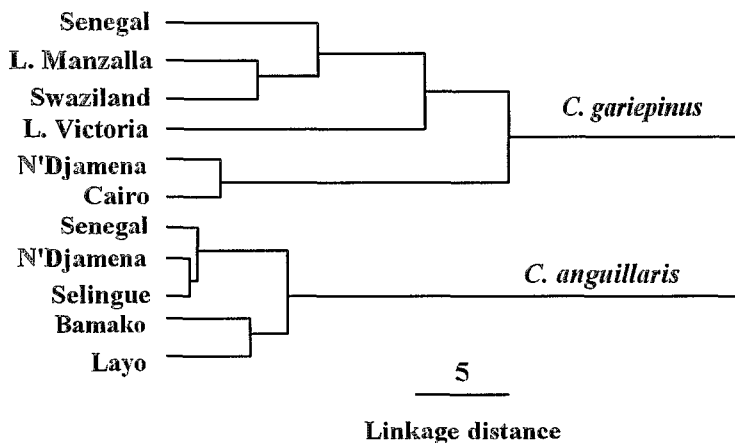 Senegal
L. Manzalla
Swaziland
L. Victoria
N'Djamena
Cairo
Senegal
N'Djamena
Selingue
Bamako
Layo
C. gariepinus
C. anguillaris
5
Linkage distance